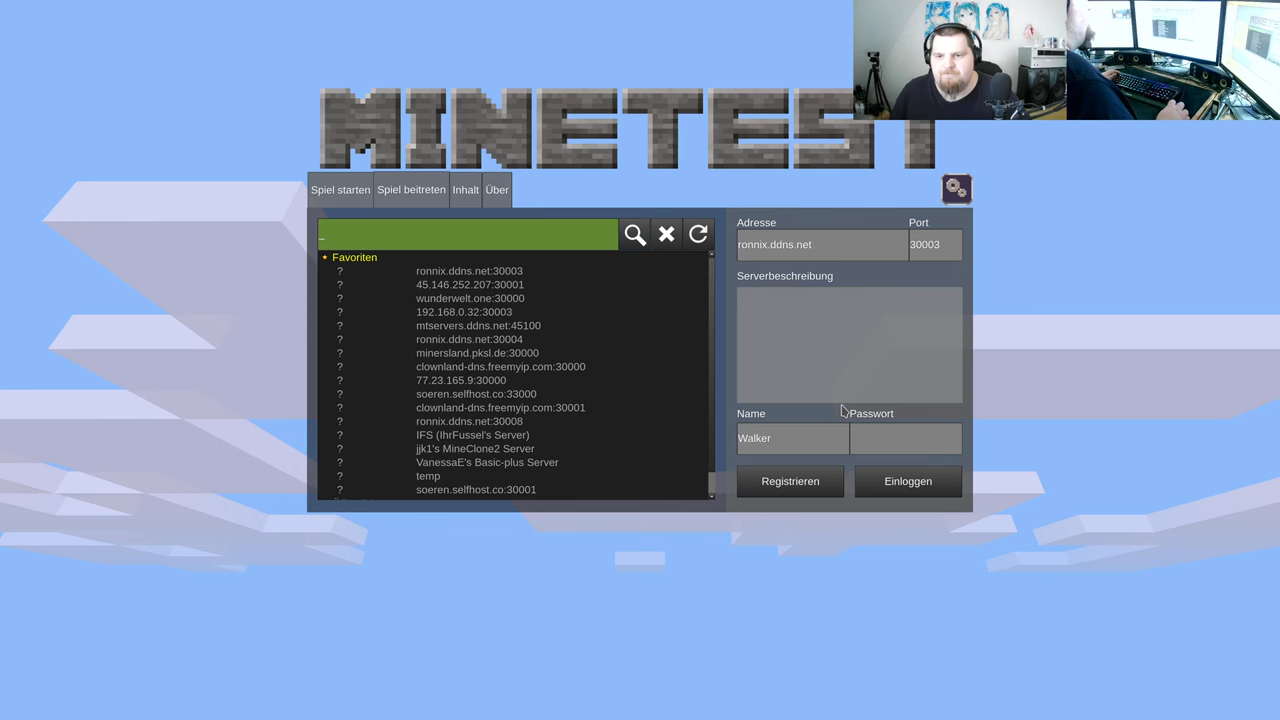 MINETEST
Spiel starten
Spiel beitreten
Inhalt
Über
_
Favoriten
? ronnix.ddns.net:30003
? 45.146.252.207:30001
? wunderwelt.one:30000
? 192.168.0.32:30003
? mtservers.ddns.net:45100
? ronnix.ddns.net:30004
? minersland.pksl.de:30000
? clownland-dns.freemyip.com:30000
? 77.23.165.9:30000
? soeren.selfhost.co:33000
? clownland-dns.freemyip.com:30001
? ronnix.ddns.net:30008
? IFS (IhrFussel's Server)
? jjk1's MineClone2 Server
? VanessaE's Basic-plus Server
? temp
? soeren.selfhost.co:30001
Adresse Port
ronnix.ddns.net 30003
Serverbeschreibung
Name Passwort
Walker
Registrieren Einloggen